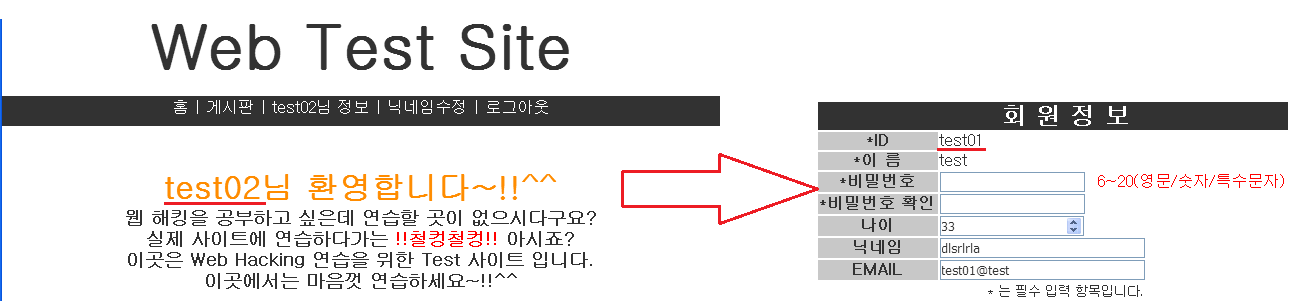 Web Test Site
홈 | 게시판 | test02님 정보 | 닉네임수정 | 로그아웃
test02님 환영합니다~!!^^
웹 해킹을 공부하고 싶은데 연습할 곳이 없으시다구요?
실제 사이트에 연습하다가는 !!철컹철컹!! 아시죠?
이곳은 Web Hacking 연습을 위한 Test 사이트 입니다.
이곳에서는 마음껏 연습하세요~!!^^
회 원 정 보
*ID test01
*이 름 test
*비밀번호 6~20(영문/숫자/특수문자)
*비밀번호 확인
나이 33
닉네임 dlsrlrla
EMAIL test01@test
* 는 필수 입력 항목입니다.